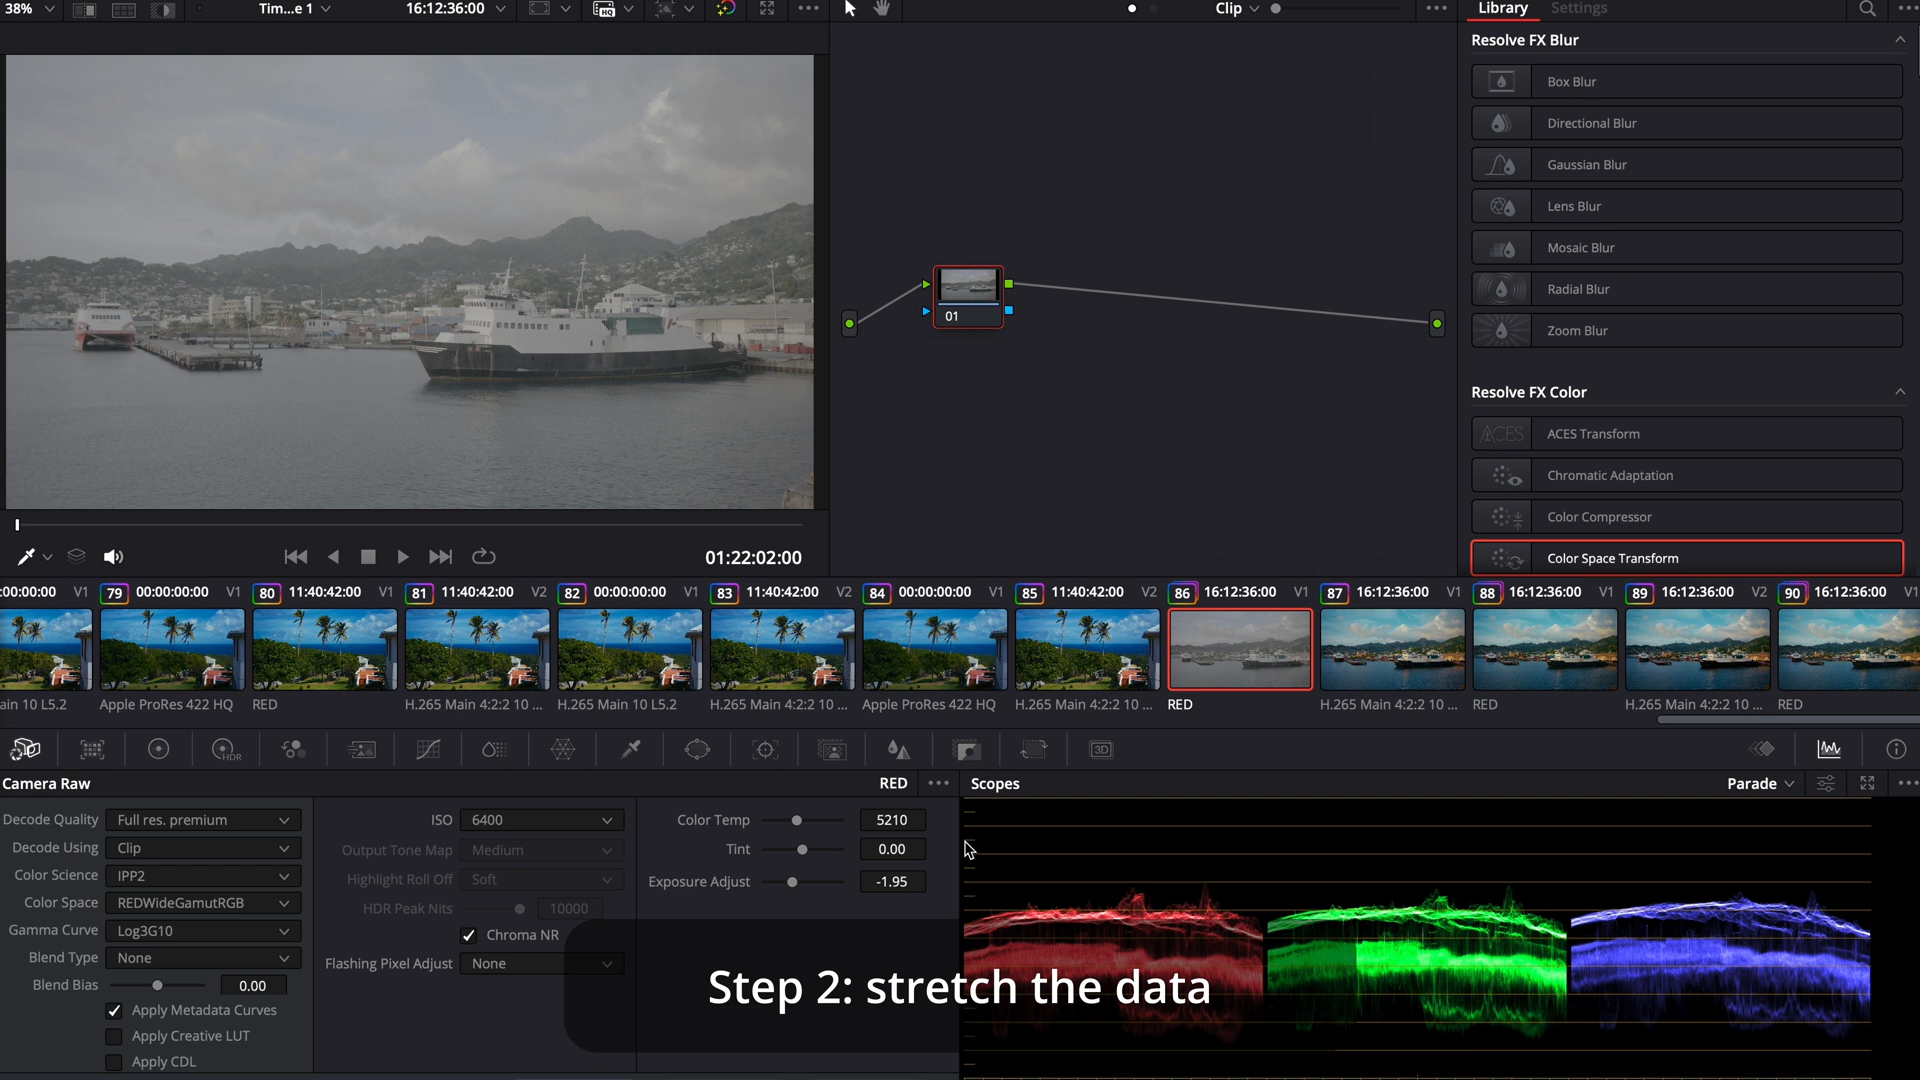 38%
Tim...e 1
16:12:36:00
HQ
Clip
Library
Settings
Resolve FX Blur
Box Blur
Directional Blur
Gaussian Blur
Lens Blur
Mosaic Blur
Radial Blur
Zoom Blur
Resolve FX Color
ACES
ACES Transform
Chromatic Adaptation
Color Compressor
Color Space Transform
01
01:22:02:00
:00:00:00 V1
79 00:00:00:00 V1
80 11:40:42:00 V1
81 11:40:42:00 V2
82 00:00:00:00 V1
83 11:40:42:00 V2
84 00:00:00:00 V1
85 11:40:42:00 V2
86 16:12:36:00 V1
87 16:12:36:00 V1
88 16:12:36:00 V1
89 16:12:36:00 V2
90 16:12:36:00 V1
ain 10 L5.2
Apple ProRes 422 HQ
RED
H.265 Main 4:2:2 10 ...
H.265 Main 10 L5.2
H.265 Main 4:2:2 10 ...
Apple ProRes 422 HQ
H.265 Main 4:2:2 10 ...
RED
H.265 Main 4:2:2 10 ...
RED
H.265 Main 4:2:2 10 ...
RED
HDR
3D
Camera Raw
RED
Decode Quality Full res. premium
Decode Using Clip
Color Science IPP2
Color Space REDWideGamutRGB
Gamma Curve Log3G10
Blend Type None
Blend Bias 0.00
Apply Metadata Curves
Apply Creative LUT
Apply CDL
ISO 6400
Output Tone Map Medium
Highlight Roll Off Soft
HDR Peak Nits 10000
Chroma NR
Flashing Pixel Adjust None
Color Temp 5210
Tint 0.00
Exposure Adjust -1.95
Scopes
Parade
Step 2: stretch the data